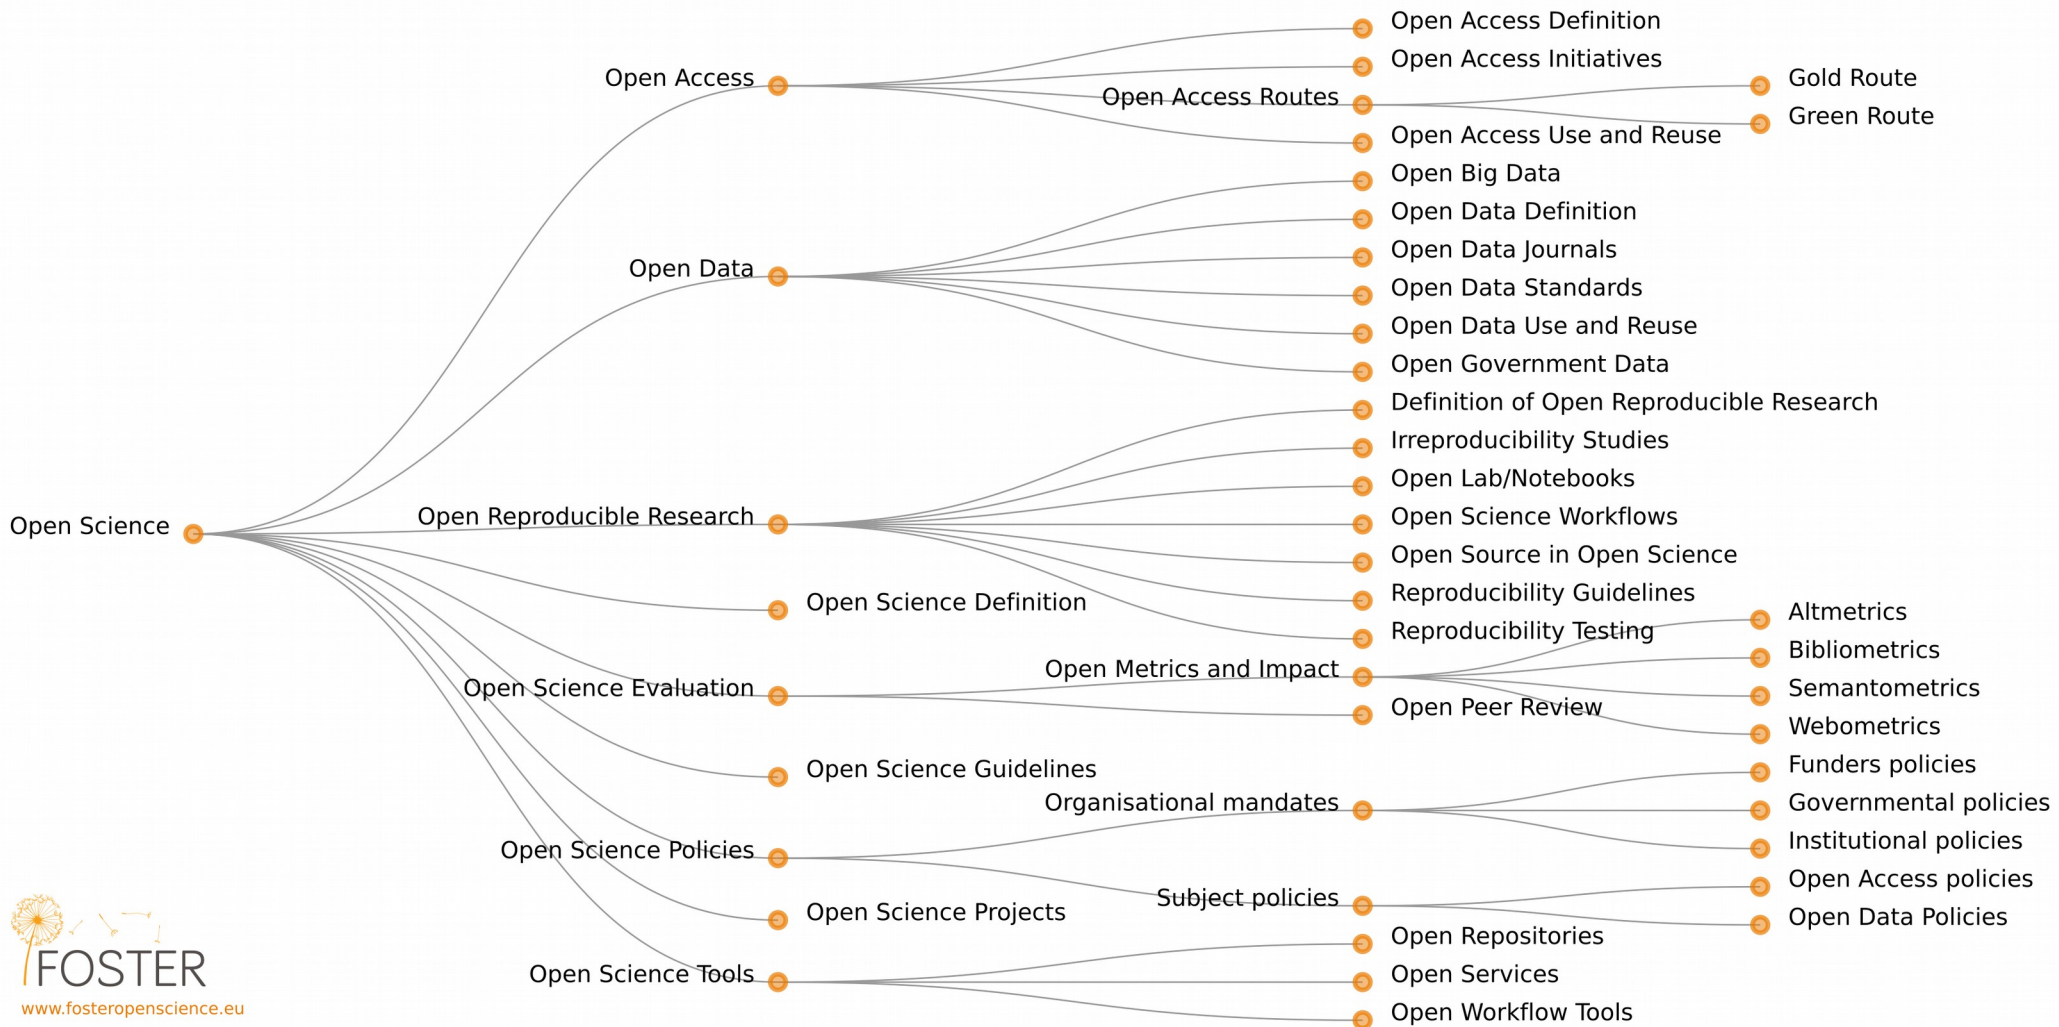 Open Science
Open Access
Open Access Definition
Open Access Initiatives
Open Access Routes
Gold Route
Green Route
Open Access Use and Reuse
Open Data
Open Big Data
Open Data Definition
Open Data Journals
Open Data Standards
Open Data Use and Reuse
Open Government Data
Open Reproducible Research
Definition of Open Reproducible Research
Irreproducibility Studies
Open Lab/Notebooks
Open Science Workflows
Open Source in Open Science
Reproducibility Guidelines
Reproducibility Testing
Open Science Definition
Open Science Evaluation
Open Metrics and Impact
Altmetrics
Bibliometrics
Semantometrics
Webometrics
Open Peer Review
Open Science Guidelines
Open Science Policies
Organisational mandates
Funders policies
Governmental policies
Institutional policies
Subject policies
Open Access policies
Open Data Policies
Open Science Projects
Open Science Tools
Open Repositories
Open Services
Open Workflow Tools
FOSTER
www.fosteropenscience.eu